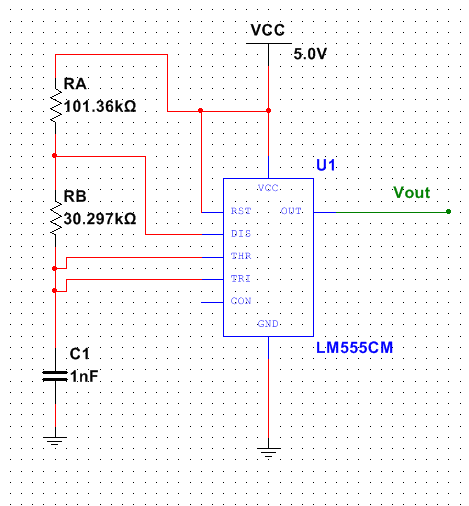 VCC
5.0V
RA
101.36kΩ
U1
VCC
RB
30.297kΩ
Vout
RST
OUT
DIS
THR
TRI
CON
GND
LM555CM
C1
1nF